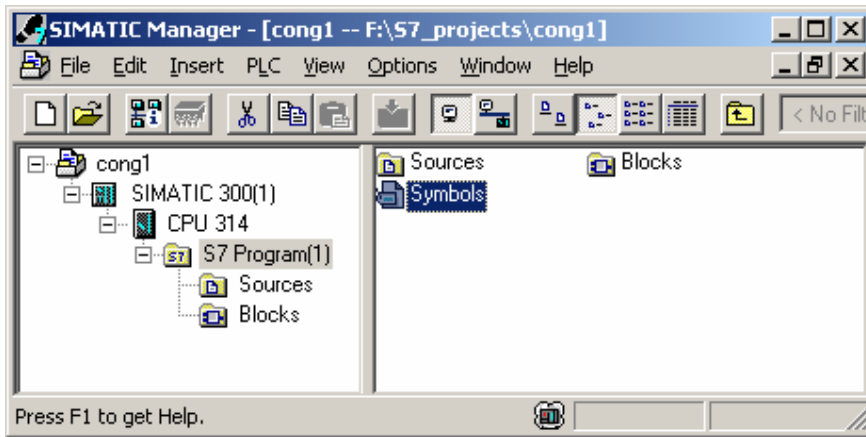 SIMATIC Manager - [cong1 -- F:\S7_projects\cong1]
File Edit Insert PLC View Options Window Help
< No Filt
cong1
SIMATIC 300(1)
CPU 314
S7 Program(1)
S7
Sources
Blocks
Sources Blocks
Symbols
Press F1 to get Help.